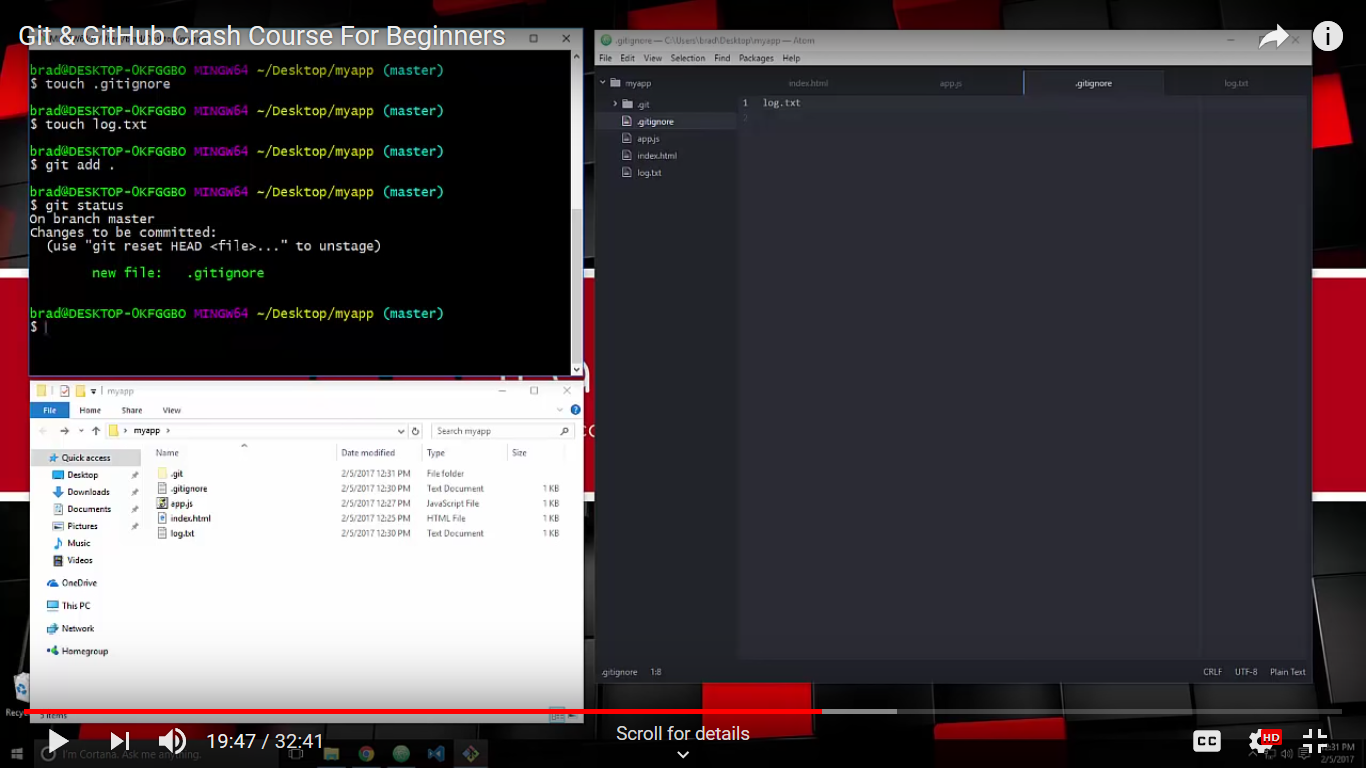 Git & GitHub Crash Course For Beginners
brad@DESKTOP-0KFGGBO MINGW64 ~/Desktop/myapp (master)
$ touch .gitignore
brad@DESKTOP-0KFGGBO MINGW64 ~/Desktop/myapp (master)
$ touch log.txt
brad@DESKTOP-0KFGGBO MINGW64 ~/Desktop/myapp (master)
$ git add .
brad@DESKTOP-0KFGGBO MINGW64 ~/Desktop/myapp (master)
$ git status
On branch master
Changes to be committed:
(use "git reset HEAD <file>..." to unstage)
new file: .gitignore
brad@DESKTOP-0KFGGBO MINGW64 ~/Desktop/myapp (master)
$
.gitignore — C:\Users\brad\Desktop\myapp — Atom
File Edit View Selection Find Packages Help
myapp
.git
.gitignore
app.js
index.html
log.txt
index.html app.js .gitignore log.txt
1 log.txt
2
.gitignore 1:8 CRLF UTF-8 Plain Text
myapp
File Home Share View
myapp Search myapp
Quick access
Desktop
Downloads
Documents
Pictures
Music
Videos
OneDrive
This PC
Network
Homegroup
Name Date modified Type Size
.git 2/5/2017 12:31 PM File folder
.gitignore 2/5/2017 12:30 PM Text Document 1 KB
app.js 2/5/2017 12:27 PM JavaScript File 1 KB
index.html 2/5/2017 12:25 PM HTML File 1 KB
log.txt 2/5/2017 12:30 PM Text Document 1 KB
5 items
19:47 / 32:41
Scroll for details
CC
HD
I'm Cortana. Ask me anything.
2/5/2017